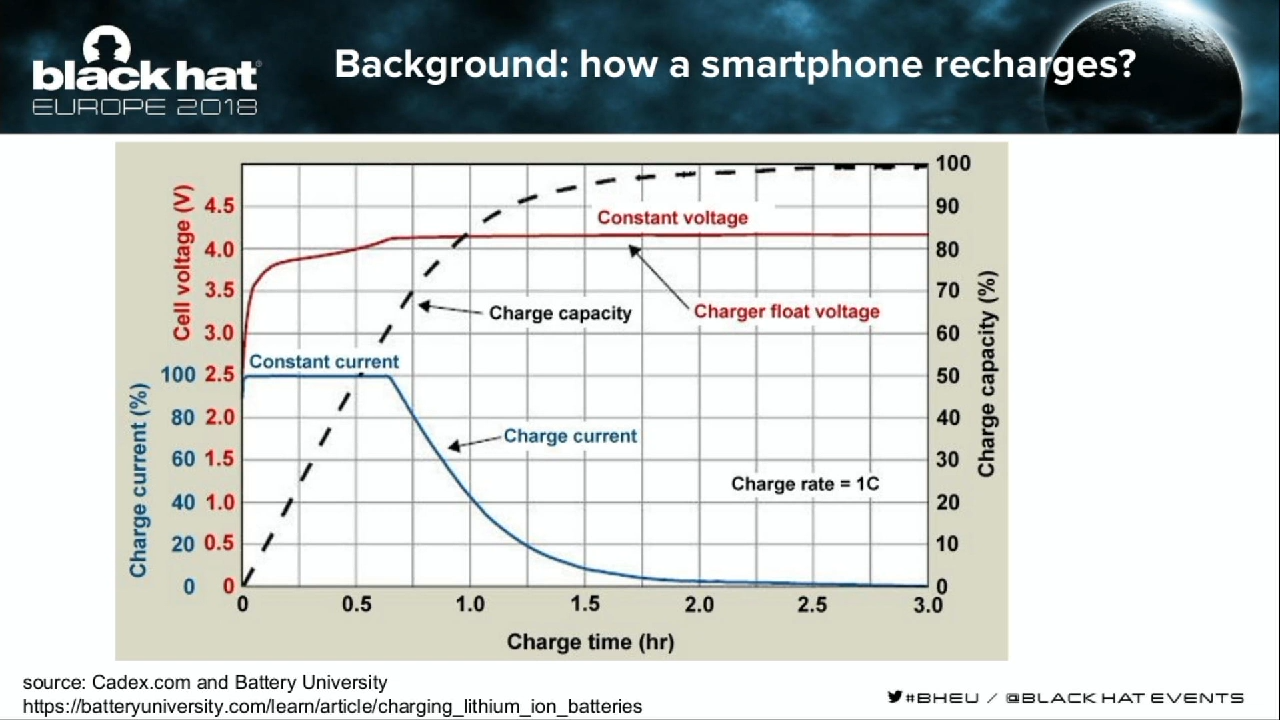 black hat
EUROPE 2018
Background: how a smartphone recharges?
Cell voltage (V)
4.5
4.0
3.5
3.0
2.5
2.0
1.5
1.0
0.5
0
Charge current (%)
100
80
60
40
20
0
Constant voltage
Charge capacity
Charger float voltage
Constant current
Charge current
Charge rate = 1C
100
90
80
70
60
50
40
30
20
10
0
Charge capacity (%)
0 0.5 1.0 1.5 2.0 2.5 3.0
Charge time (hr)
source: Cadex.com and Battery University
https://batteryuniversity.com/learn/article/charging_lithium_ion_batteries
#BHEU / @BLACK HAT EVENTS